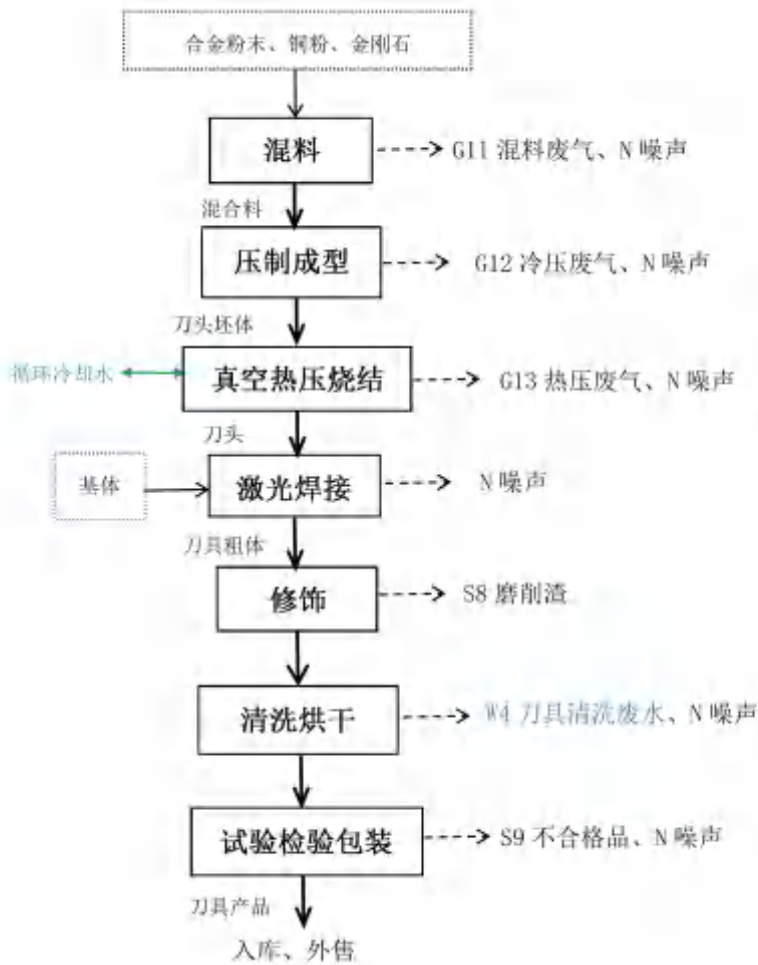 合金粉末、铜粉、金刚石
混料
G11 混料废气、N 噪声
混合料
压制成型
G12 冷压废气、N 噪声
刀头坯体
循环冷却水
真空热压烧结
G13 热压废气、N 噪声
刀头
基体
激光焊接
N 噪声
刀具粗体
修饰
S8 磨削渣
清洗烘干
W4 刀具清洗废水、N 噪声
试验检验包装
S9 不合格品、N 噪声
刀具产品
入库、外售